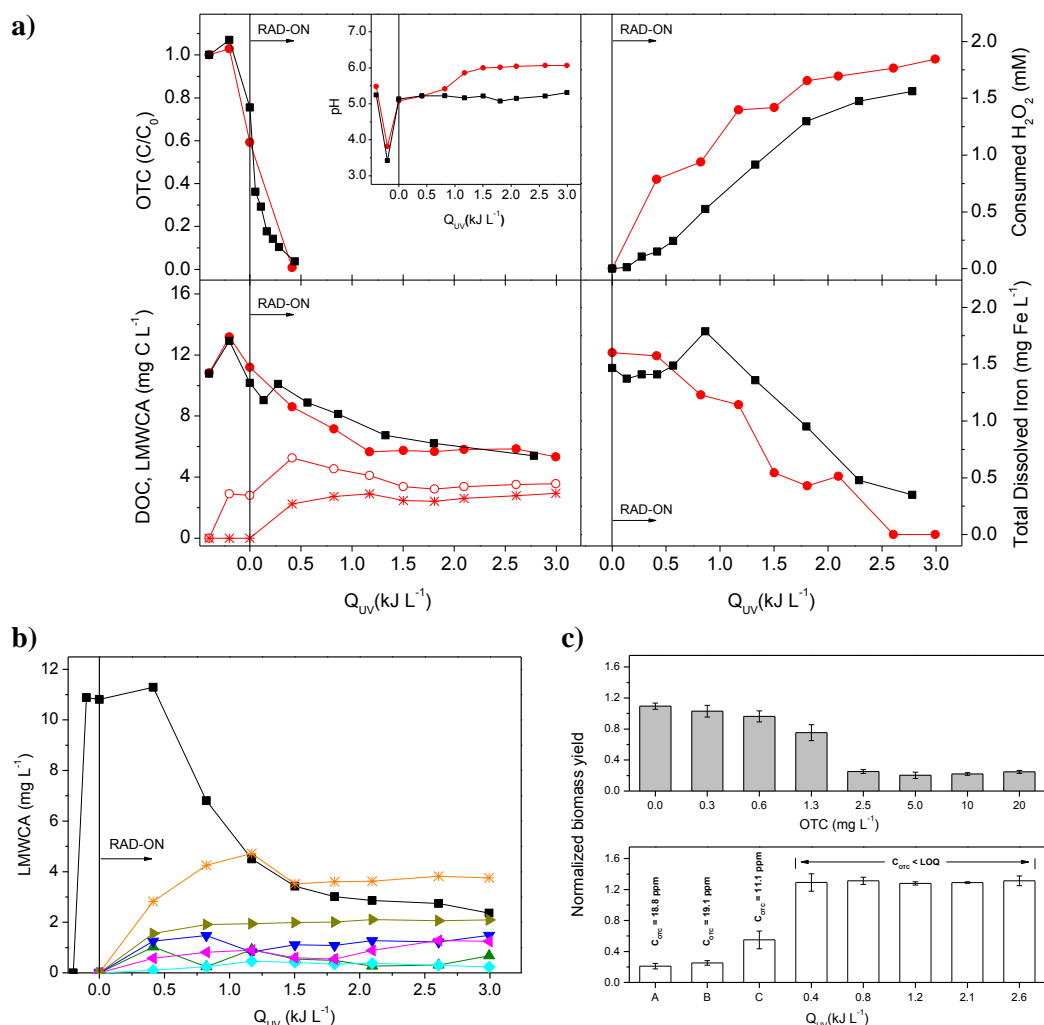 a)
RAD-ON
OTC (C/C0)
1.0
0.8
0.6
0.4
0.2
0.0
pH
7.0
6.0
5.0
4.0
3.0
0.0 0.5 1.0 1.5 2.0 2.5 3.0
QUV(kJ L-1)
RAD-ON
2.0
1.5
1.0
0.5
0.0
Consumed H2O2 (mM)
DOC, LMWCA (mg C L-1)
16
12
8
4
0
RAD-ON
0.0 0.5 1.0 1.5 2.0 2.5 3.0
QUV(kJ L-1)
RAD-ON
2.0
1.5
1.0
0.5
0.0
Total Dissolved Iron (mg Fe L-1)
0.0 0.5 1.0 1.5 2.0 2.5 3.0
QUV(kJ L-1)
b)
LMWCA (mg L-1)
12
10
8
6
4
2
0
RAD-ON
0.0 0.5 1.0 1.5 2.0 2.5 3.0
QUV (kJ L-1)
c)
Normalized biomass yield
1.6
1.2
0.8
0.4
0.0
0.0 0.3 0.6 1.3 2.5 5.0 10 20
OTC (mg L-1)
1.6
1.2
0.8
0.4
0.0
COTC = 18.8 ppm
COTC = 19.1 ppm
COTC = 11.1 ppm
COTC < LOQ
A B C 0.4 0.8 1.2 2.1 2.6
QUV(kJ L-1)